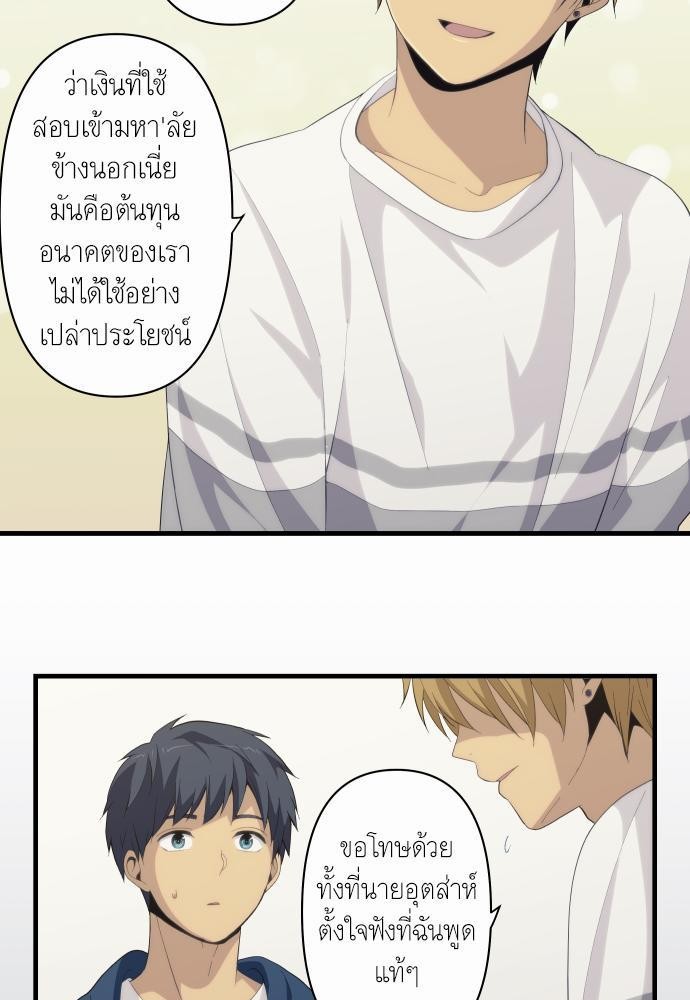 ว่าเงินที่ใช้
สอบเข้ามหา'ลัย
ข้างนอกเนี่ย
มันคือต้นทุน
อนาคตของเรา
ไม่ได้ใช้อย่าง
เปล่าประโยชน์
ขอโทษด้วย
ทั้งที่นายอุตส่าห์
ตั้งใจฟังที่ฉันพูด
แท้ๆ